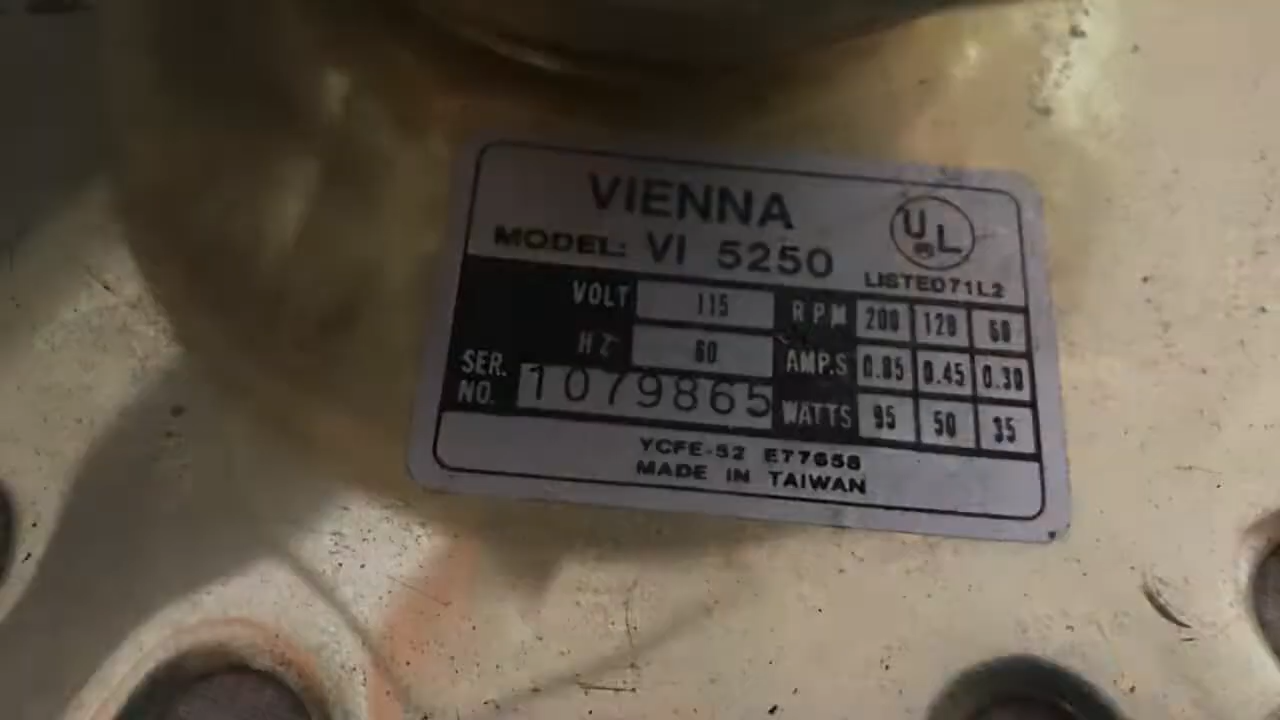 VIENNA
MODEL: VI 5250
UL
®
LISTED71L2
VOLT 115
HZ 60
SER. NO. 1079865
RPM 200 120 60
AMP.S 0.85 0.45 0.30
WATTS 95 50 35
YCFE-52 E77658
MADE IN TAIWAN